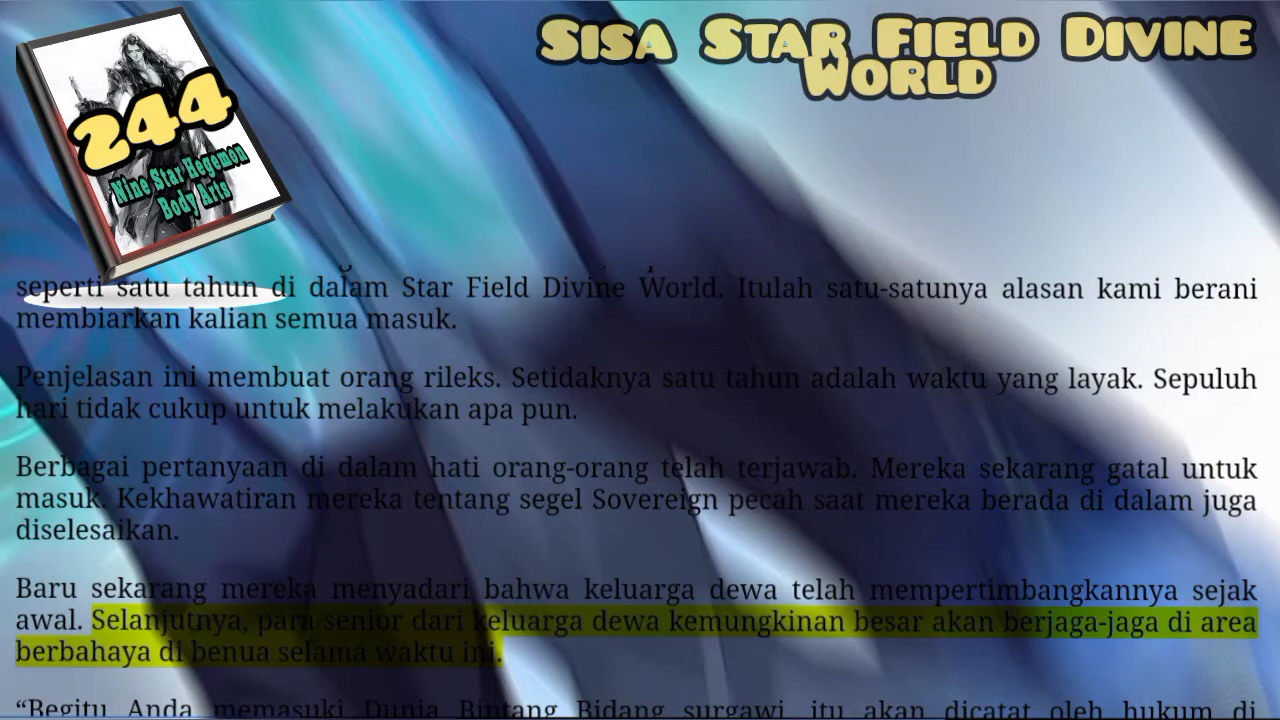 Sisa Star Field Divine
World
244
Nine Star Hegemon
Body Arts
seperti satu tahun di dalam Star Field Divine World. Itulah satu-satunya alasan kami berani
membiarkan kalian semua masuk.
Penjelasan ini membuat orang rileks. Setidaknya satu tahun adalah waktu yang layak. Sepuluh
hari tidak cukup untuk melakukan apa pun.
Berbagai pertanyaan di dalam hati orang-orang telah terjawab. Mereka sekarang gatal untuk
masuk. Kekhawatiran mereka tentang segel Sovereign pecah saat mereka berada di dalam juga
diselesaikan.
Baru sekarang mereka menyadari bahwa keluarga dewa telah mempertimbangkannya sejak
awal. Selanjutnya, para senior dari keluarga dewa kemungkinan besar akan berjaga-jaga di area
berbahaya di benua selama waktu ini.
“Begitu Anda memasuki Dunia Bintang Bidang surgawi, itu akan dicatat oleh hukum di